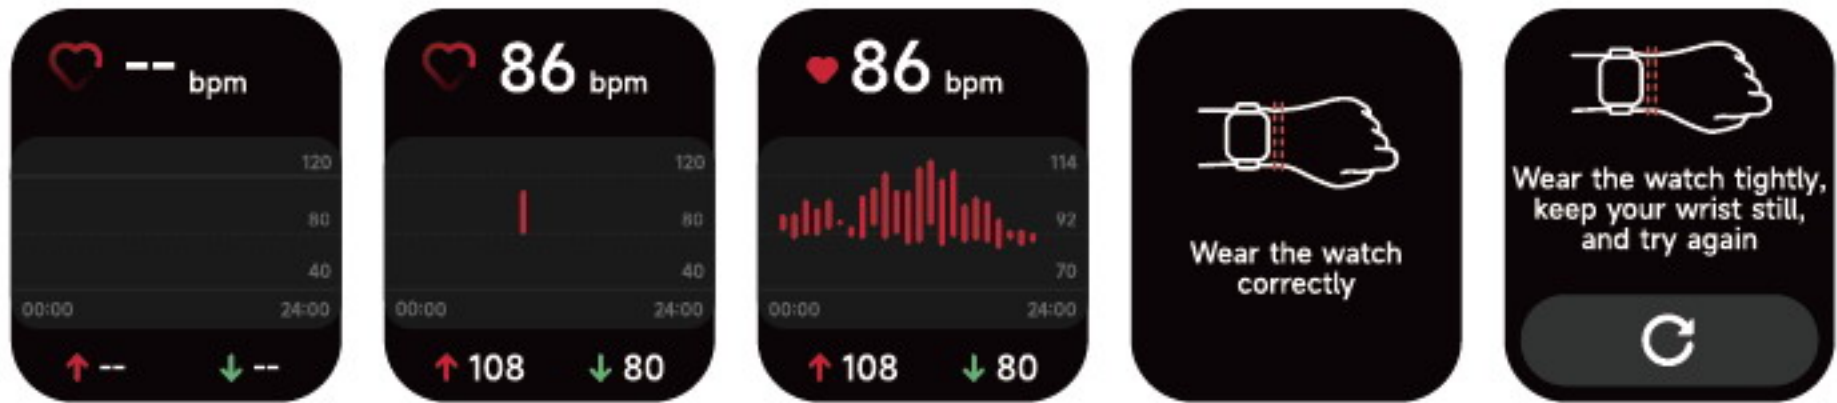 -- bpm
120
80
40
00:00 24:00
↑ -- ↓ --
86 bpm
120
80
40
00:00 24:00
↑ 108 ↓ 80
86 bpm
114
92
70
00:00 24:00
↑ 108 ↓ 80
Wear the watch
correctly
Wear the watch tightly,
keep your wrist still,
and try again